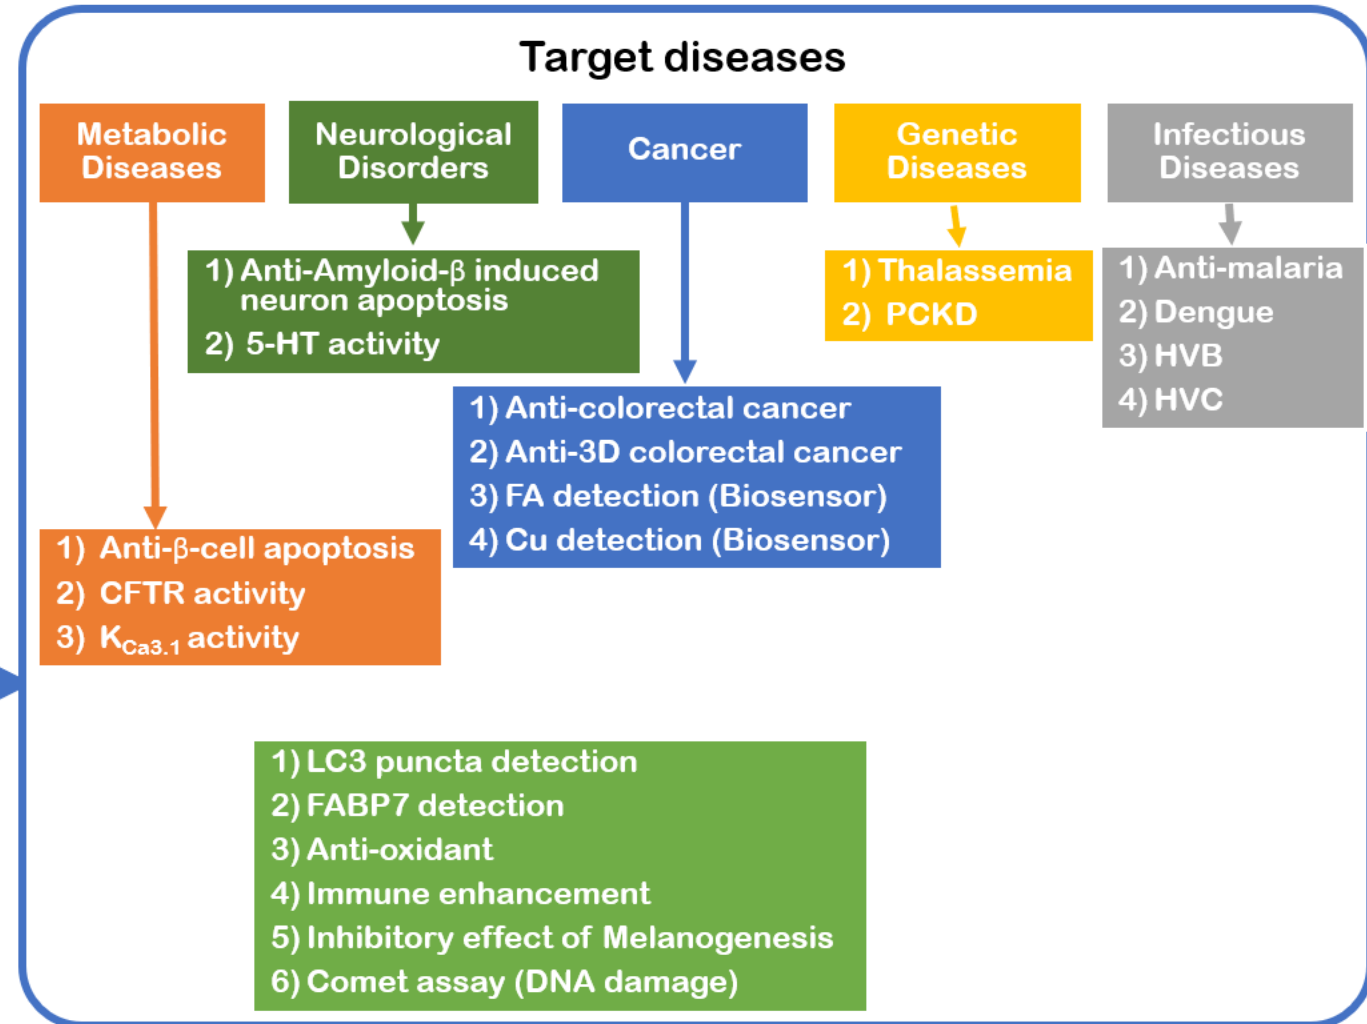 Target diseases
Metabolic
Diseases
Neurological
Disorders
Cancer
Genetic
Diseases
Infectious
Diseases
1) Anti-Amyloid-β induced
neuron apoptosis
2) 5-HT activity
1) Thalassemia
2) PCKD
1) Anti-malaria
2) Dengue
3) HVB
4) HVC
1) Anti-colorectal cancer
2) Anti-3D colorectal cancer
3) FA detection (Biosensor)
4) Cu detection (Biosensor)
1) Anti-β-cell apoptosis
2) CFTR activity
3) KCa3.1 activity
1) LC3 puncta detection
2) FABP7 detection
3) Anti-oxidant
4) Immune enhancement
5) Inhibitory effect of Melanogenesis
6) Comet assay (DNA damage)